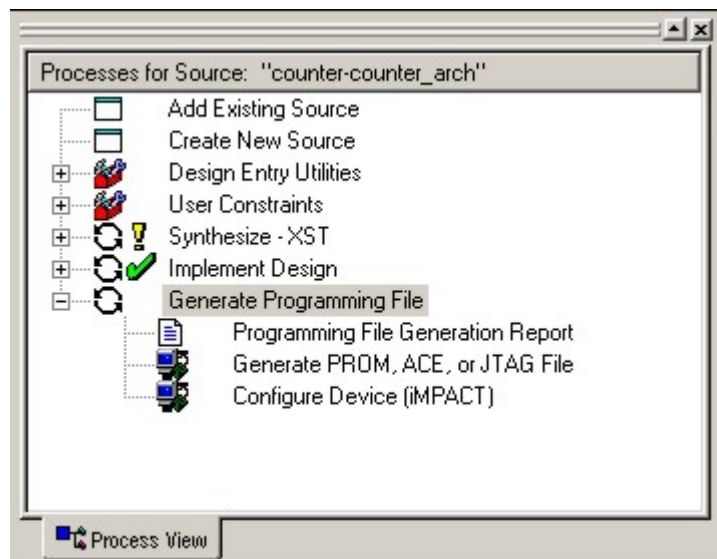 Processes for Source: "counter-counter_arch"
Add Existing Source
Create New Source
Design Entry Utilities
User Constraints
Synthesize - XST
Implement Design
Generate Programming File
Programming File Generation Report
Generate PROM, ACE, or JTAG File
Configure Device (iMPACT)
Process View